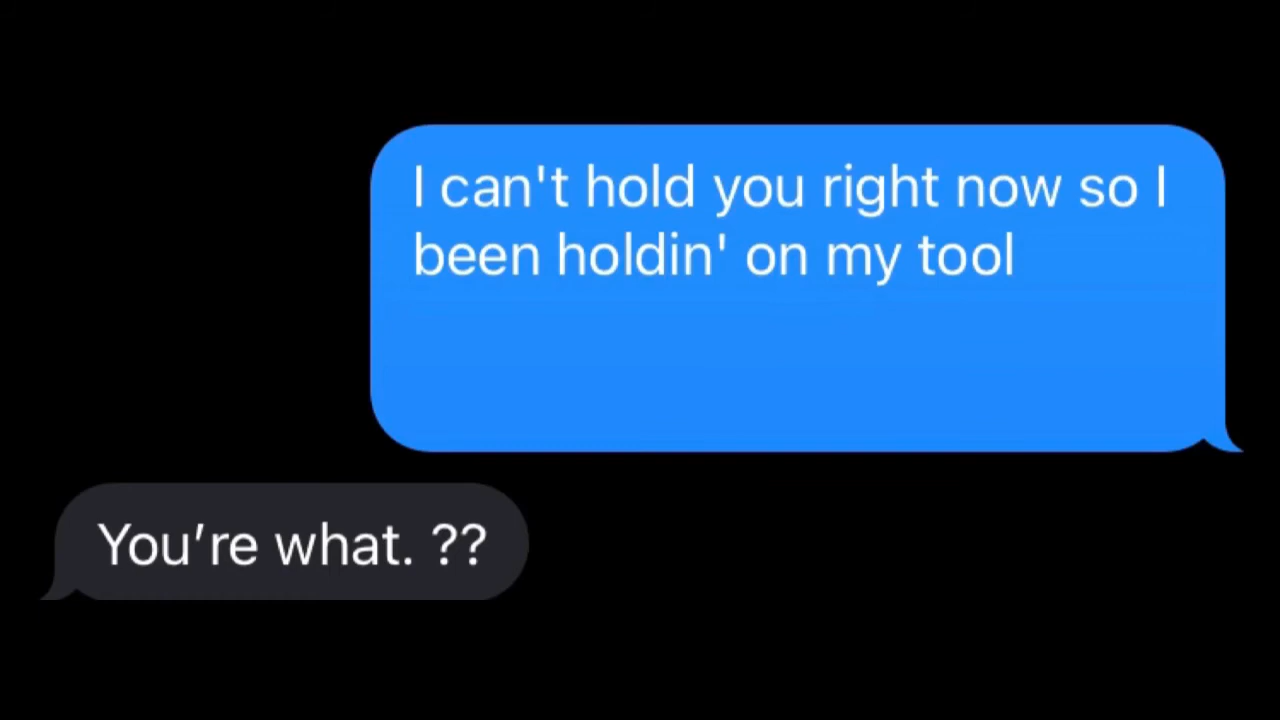 I can't hold you right now so I
been holdin' on my tool
You’re what. ??